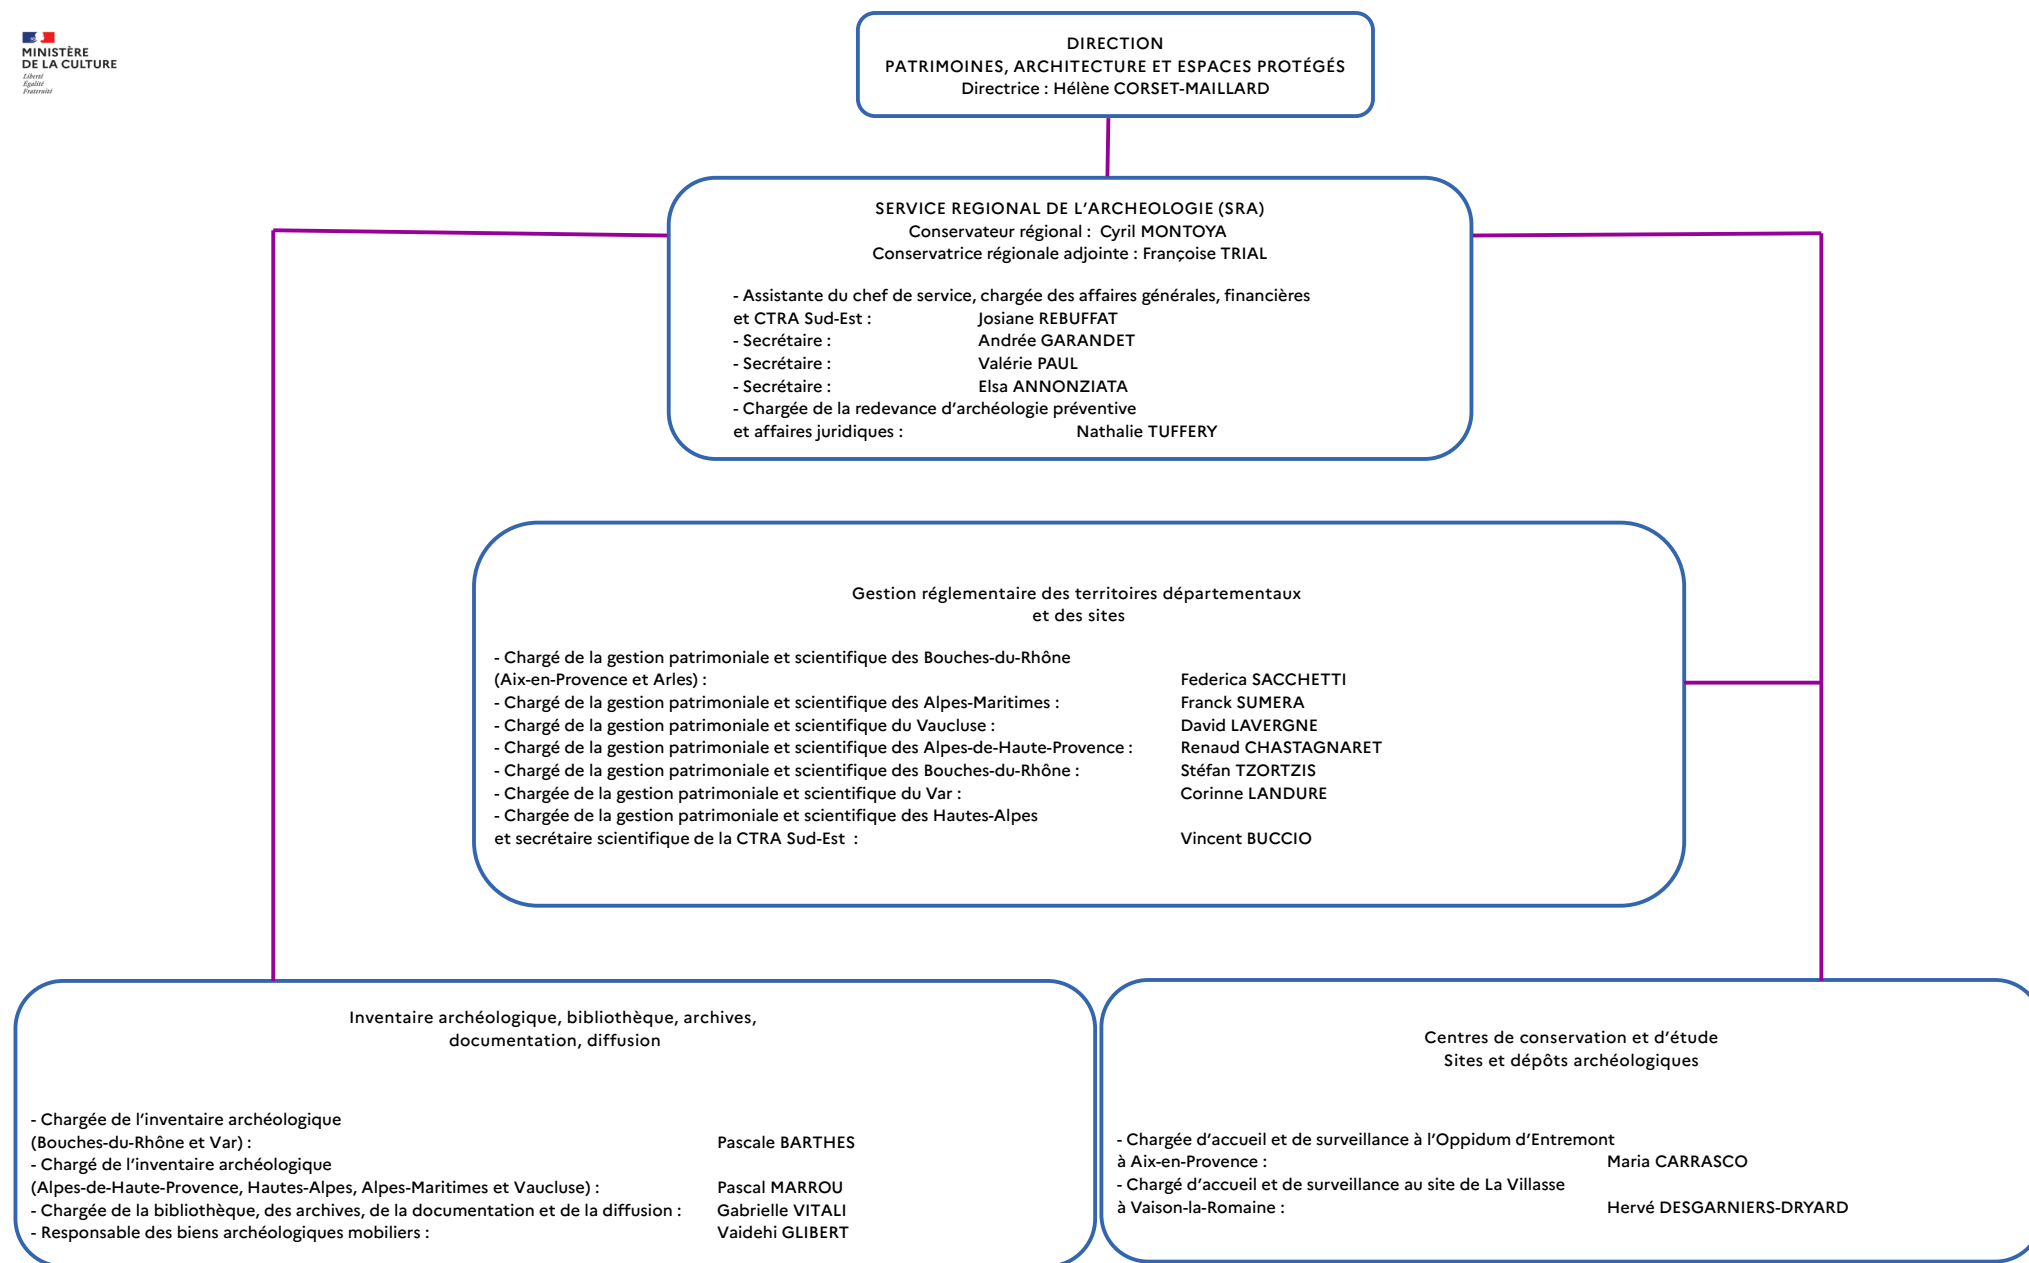 MINISTÈRE
DE LA CULTURE
Liberté
Égalité
Fraternité
DIRECTION
PATRIMOINES, ARCHITECTURE ET ESPACES PROTÉGÉS
Directrice : Hélène CORSET-MAILLARD
SERVICE REGIONAL DE L'ARCHEOLOGIE (SRA)
Conservateur régional : Cyril MONTOYA
Conservatrice régionale adjointe : Françoise TRIAL
- Assistante du chef de service, chargée des affaires générales, financières
et CTRA Sud-Est : Josiane REBUFFAT
- Secrétaire : Andrée GARANDET
- Secrétaire : Valérie PAUL
- Secrétaire : Elsa ANNONZIATA
- Chargée de la redevance d'archéologie préventive
et affaires juridiques : Nathalie TUFFERY
Gestion réglementaire des territoires départementaux
et des sites
- Chargé de la gestion patrimoniale et scientifique des Bouches-du-Rhône
(Aix-en-Provence et Arles) : Federica SACCHETTI
- Chargé de la gestion patrimoniale et scientifique des Alpes-Maritimes : Franck SUMERA
- Chargé de la gestion patrimoniale et scientifique du Vaucluse : David LAVERGNE
- Chargé de la gestion patrimoniale et scientifique des Alpes-de-Haute-Provence : Renaud CHASTAGNARET
- Chargé de la gestion patrimoniale et scientifique des Bouches-du-Rhône : Stéfan TZORTZIS
- Chargée de la gestion patrimoniale et scientifique du Var : Corinne LANDURE
- Chargée de la gestion patrimoniale et scientifique des Hautes-Alpes
et secrétaire scientifique de la CTRA Sud-Est : Vincent BUCCIO
Inventaire archéologique, bibliothèque, archives,
documentation, diffusion
- Chargée de l'inventaire archéologique
(Bouches-du-Rhône et Var) : Pascale BARTHES
- Chargé de l'inventaire archéologique
(Alpes-de-Haute-Provence, Hautes-Alpes, Alpes-Maritimes et Vaucluse) : Pascal MARROU
- Chargée de la bibliothèque, des archives, de la documentation et de la diffusion : Gabrielle VITALI
- Responsable des biens archéologiques mobiliers : Vaidehi GLIBERT
Centres de conservation et d'étude
Sites et dépôts archéologiques
- Chargée d'accueil et de surveillance à l'Oppidum d'Entremont
à Aix-en-Provence : Maria CARRASCO
- Chargé d'accueil et de surveillance au site de La Villasse
à Vaison-la-Romaine : Hervé DESGARNIERS-DRYARD